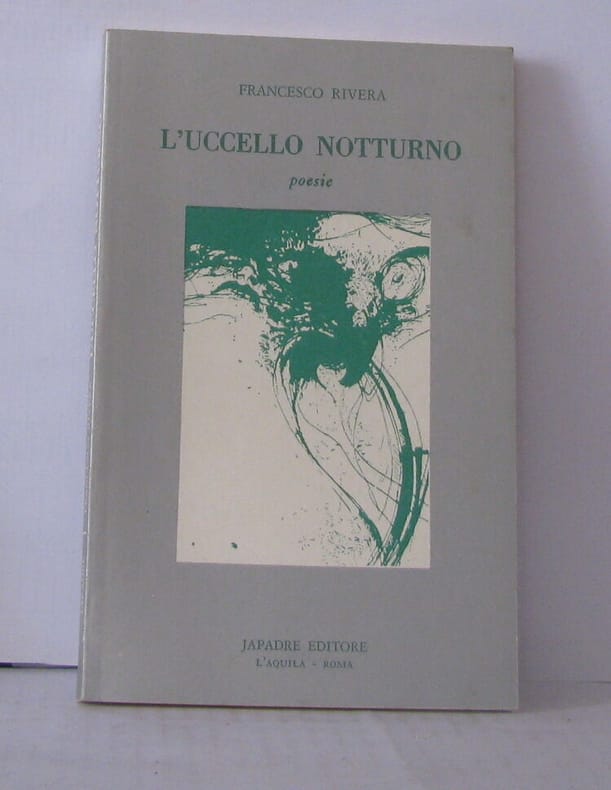 FRANCESCO RIVERA
L'UCCELLO NOTTURNO
poesie
JAPADRE EDITORE
L'AQUILA - ROMA